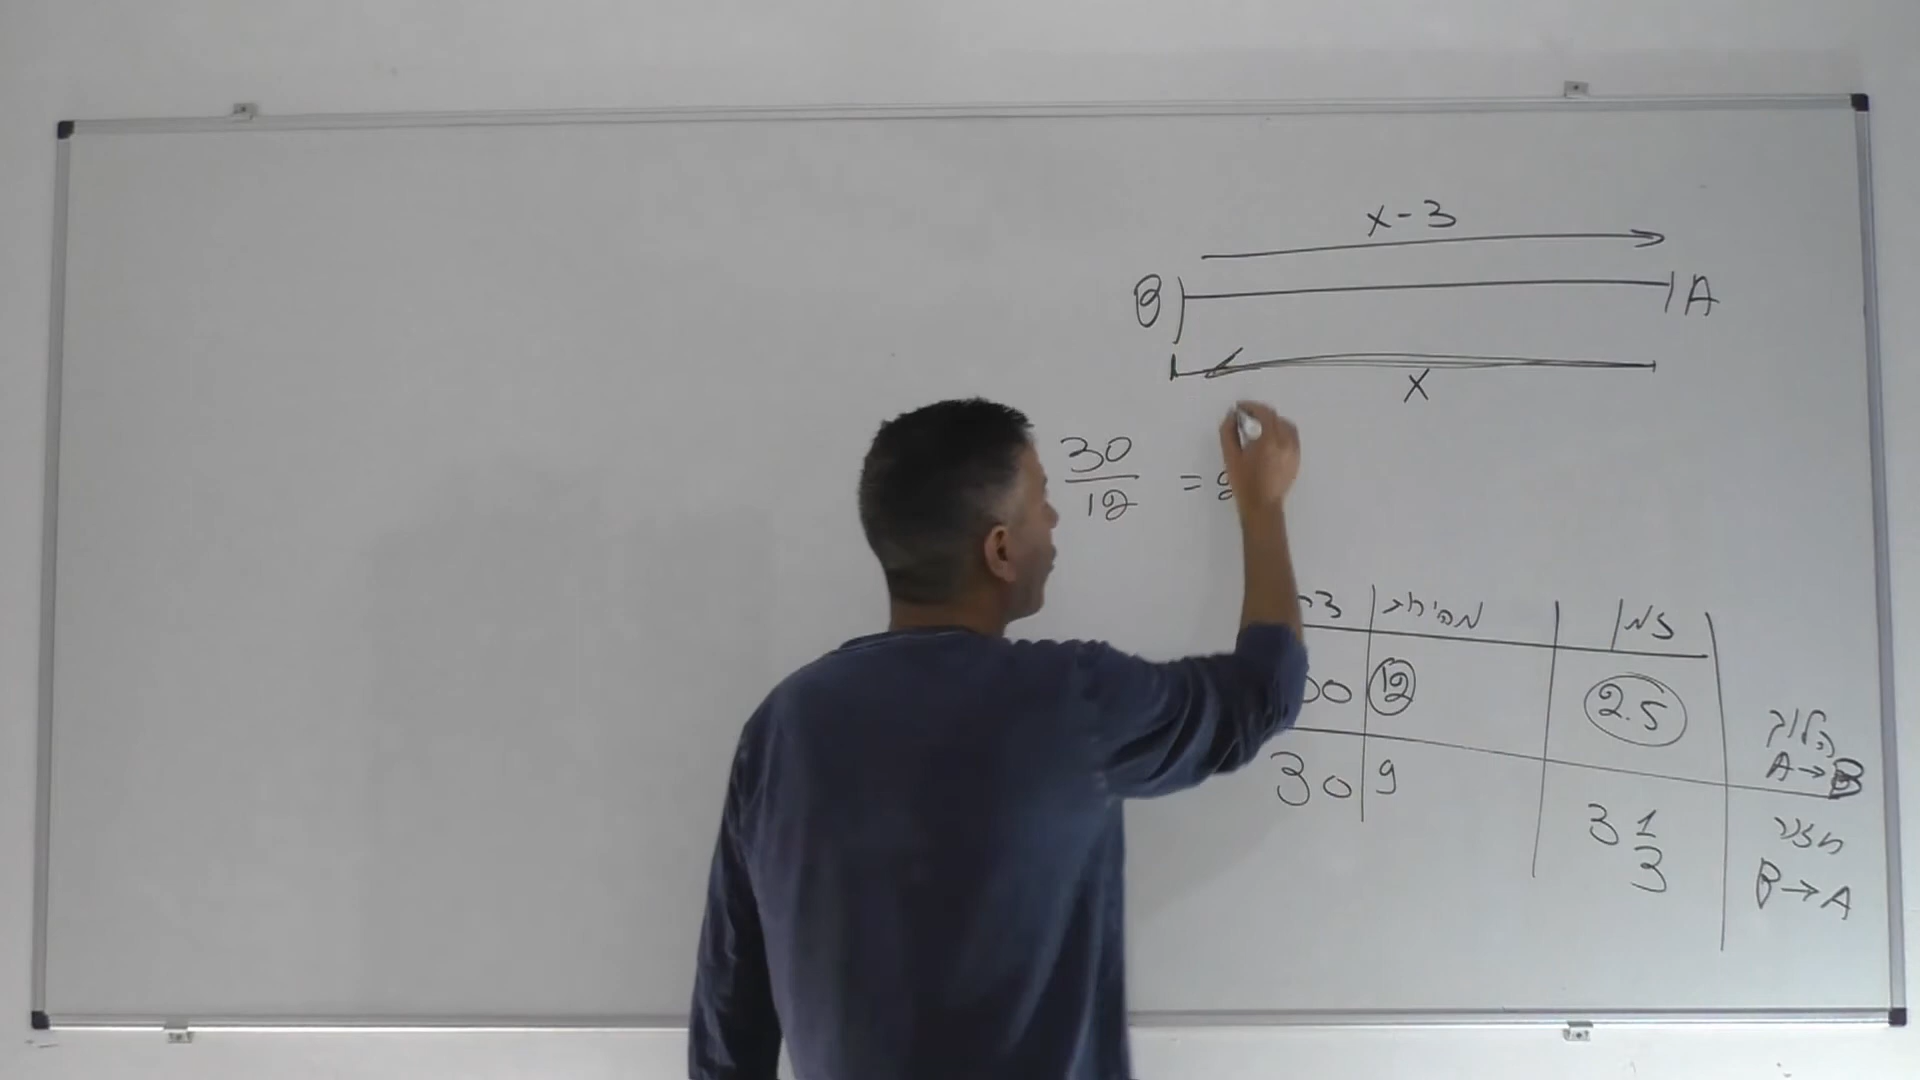 x-3
B A
x
30/12 =
מהירות זמן
12 2.5 הלוך
A→B
30 9 3 1/3 חזור
B→A